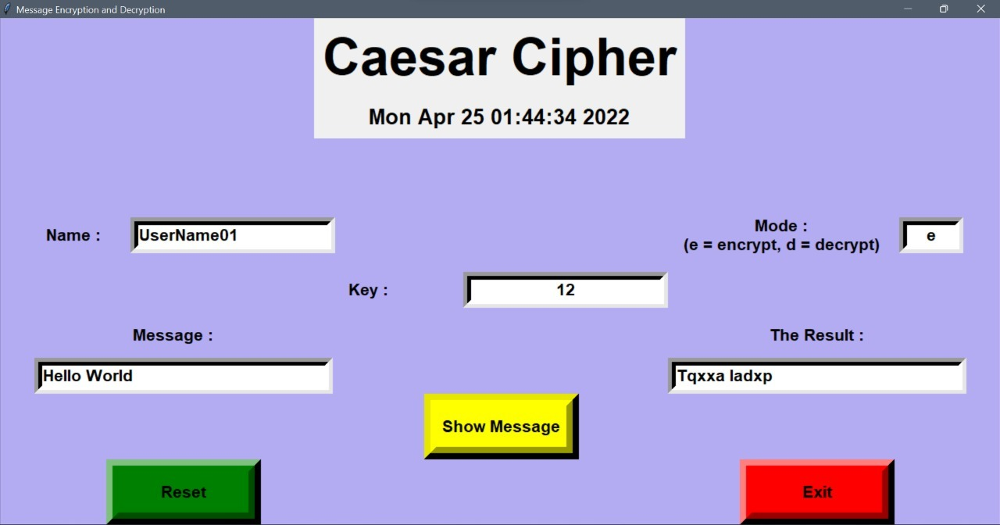 Message Encryption and Decryption
Caesar Cipher
Mon Apr 25 01:44:34 2022
Name :
UserName01
Mode :
(e = encrypt, d = decrypt)
e
Key :
12
Message :
The Result :
Hello World
Tqxxa Iadxp
Show Message
Reset
Exit